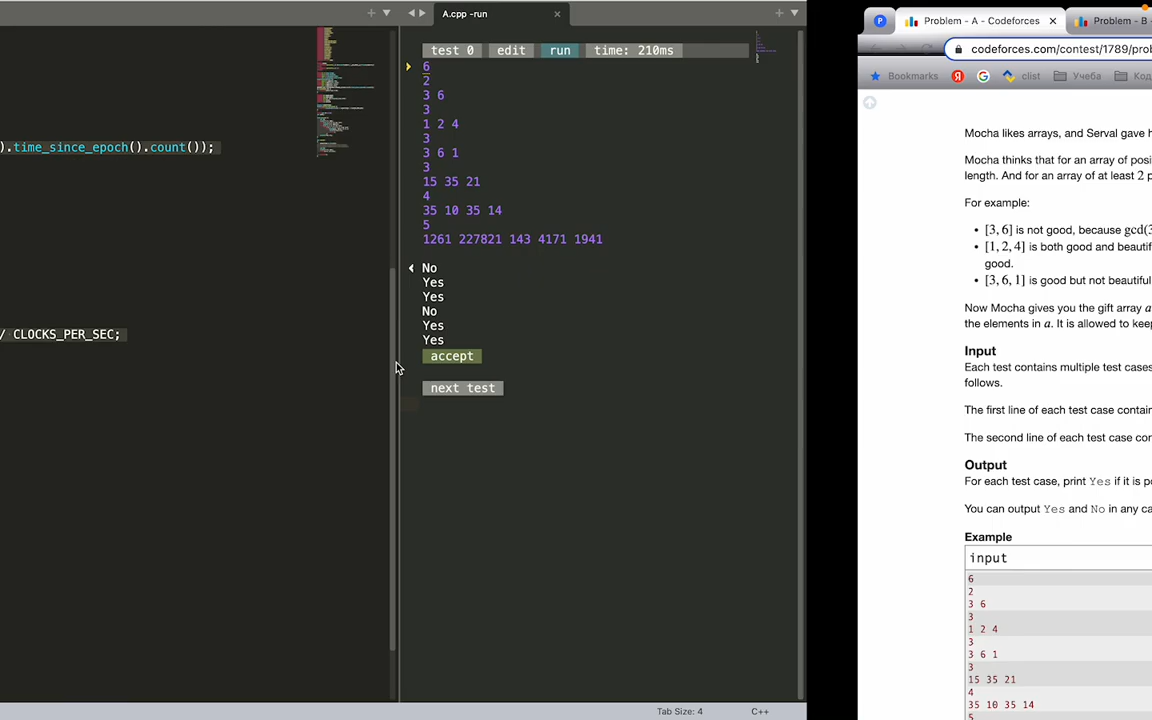 A.cpp -run
test 0 edit run time: 210ms
6
2
3 6
3
1 2 4
3
3 6 1
3
15 35 21
4
35 10 35 14
5
1261 227821 143 4171 1941
No
Yes
Yes
No
Yes
Yes
accept
next test
).time_since_epoch().count());
/ CLOCKS_PER_SEC;
Tab Size: 4 C++
P Problem - A - Codeforces Problem - B -
codeforces.com/contest/1789/prob
Bookmarks Я G clist Учеба Код
Mocha likes arrays, and Serval gave h
Mocha thinks that for an array of posi
length. And for an array of at least 2 p
For example:
• [3, 6] is not good, because gcd(3
• [1, 2, 4] is both good and beautif
good.
• [3, 6, 1] is good but not beautiful
Now Mocha gives you the gift array a
the elements in a. It is allowed to keep
Input
Each test contains multiple test cases
follows.
The first line of each test case contain
The second line of each test case con
Output
For each test case, print Yes if it is po
You can output Yes and No in any ca
Example
input
6
2
3 6
3
1 2 4
3
3 6 1
3
15 35 21
4
35 10 35 14
5